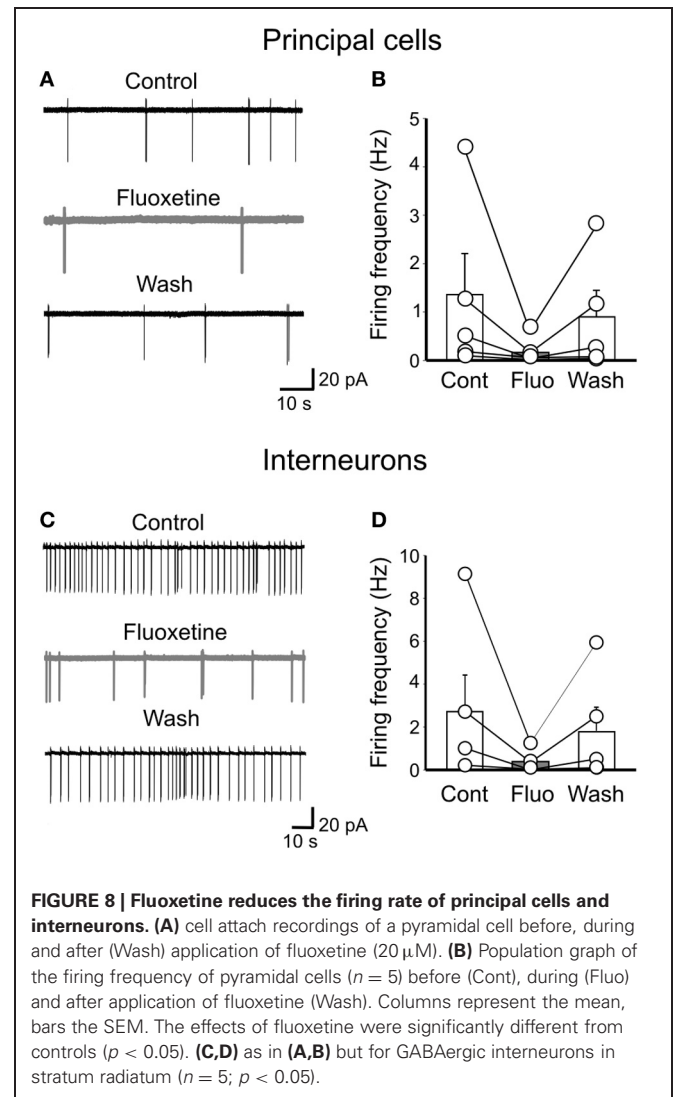 Principal cells
A
Control
Fluoxetine
Wash
20 pA
10 s
B
Firing frequency (Hz)
5
4
3
2
1
0
Cont Fluo Wash
Interneurons
C
Control
Fluoxetine
Wash
20 pA
10 s
D
Firing frequency (Hz)
10
8
6
4
2
0
Cont Fluo Wash
FIGURE 8 | Fluoxetine reduces the firing rate of principal cells and
interneurons. (A) cell attach recordings of a pyramidal cell before, during
and after (Wash) application of fluoxetine (20 μM). (B) Population graph of
the firing frequency of pyramidal cells (n = 5) before (Cont), during (Fluo)
and after application of fluoxetine (Wash). Columns represent the mean,
bars the SEM. The effects of fluoxetine were significantly different from
controls (p < 0.05). (C,D) as in (A,B) but for GABAergic interneurons in
stratum radiatum (n = 5; p < 0.05).